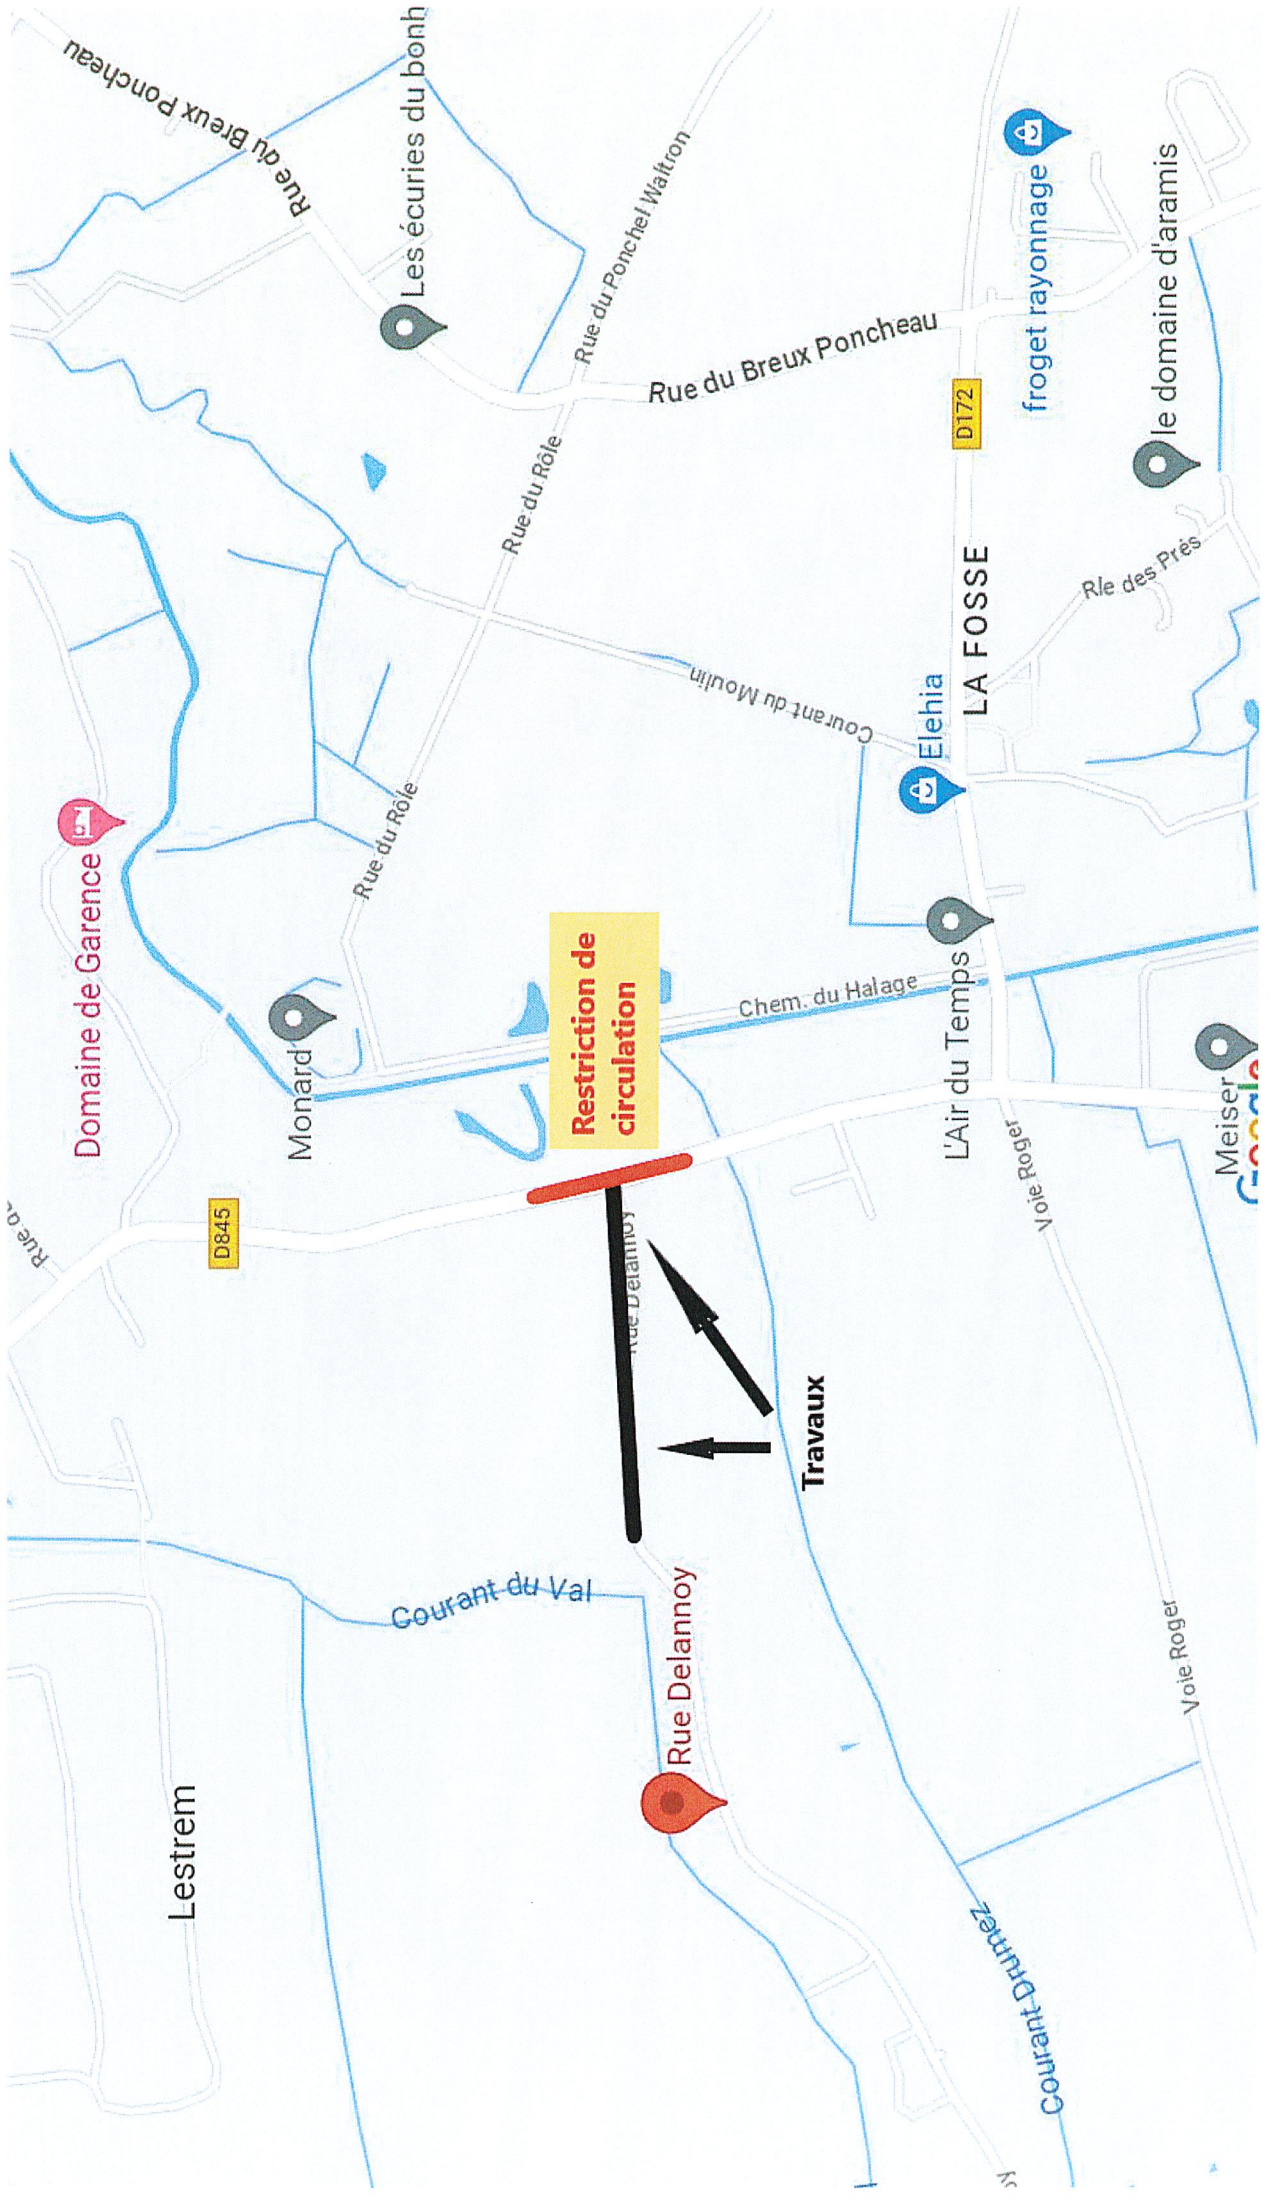 Lestrem
Courant du Val
Rue Delannoy
Courant Drumez
Voie Roger
Voie Roger
Travaux
Rue Delannoy
Restriction de
circulation
D845
Domaine de Garence
Monard
Rue du Rôle
Rue du Rôle
Chem. du Halage
L'Air du Temps
Meiser
Google
Elehia
LA FOSSE
Courant du Moulin
Rle des Prés
D172
Rue du Breux Poncheau
Rue du Ponchel Waltron
Les écuries du bonh
Rue du Breux Poncheau
froget rayonnage
le domaine d'aramis